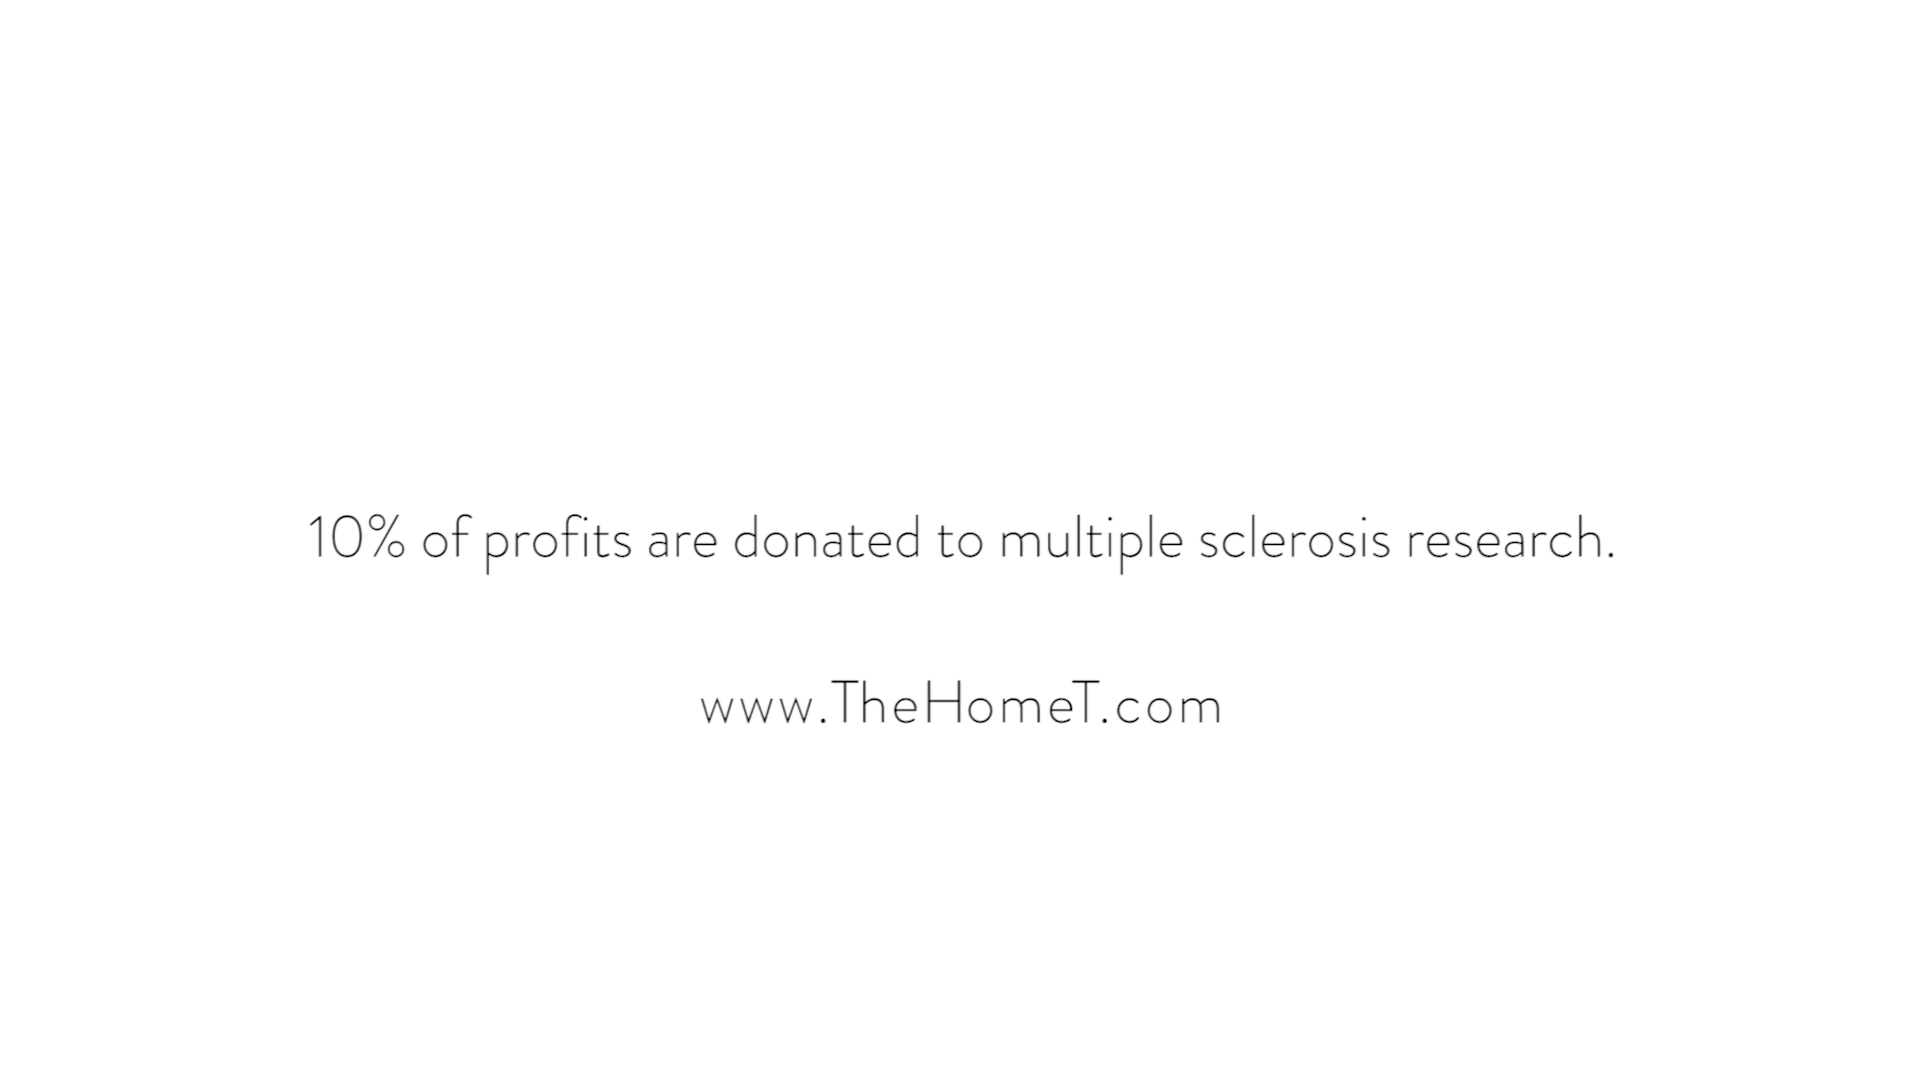 10% of profits are donated to multiple sclerosis research.
www.TheHomeT.com